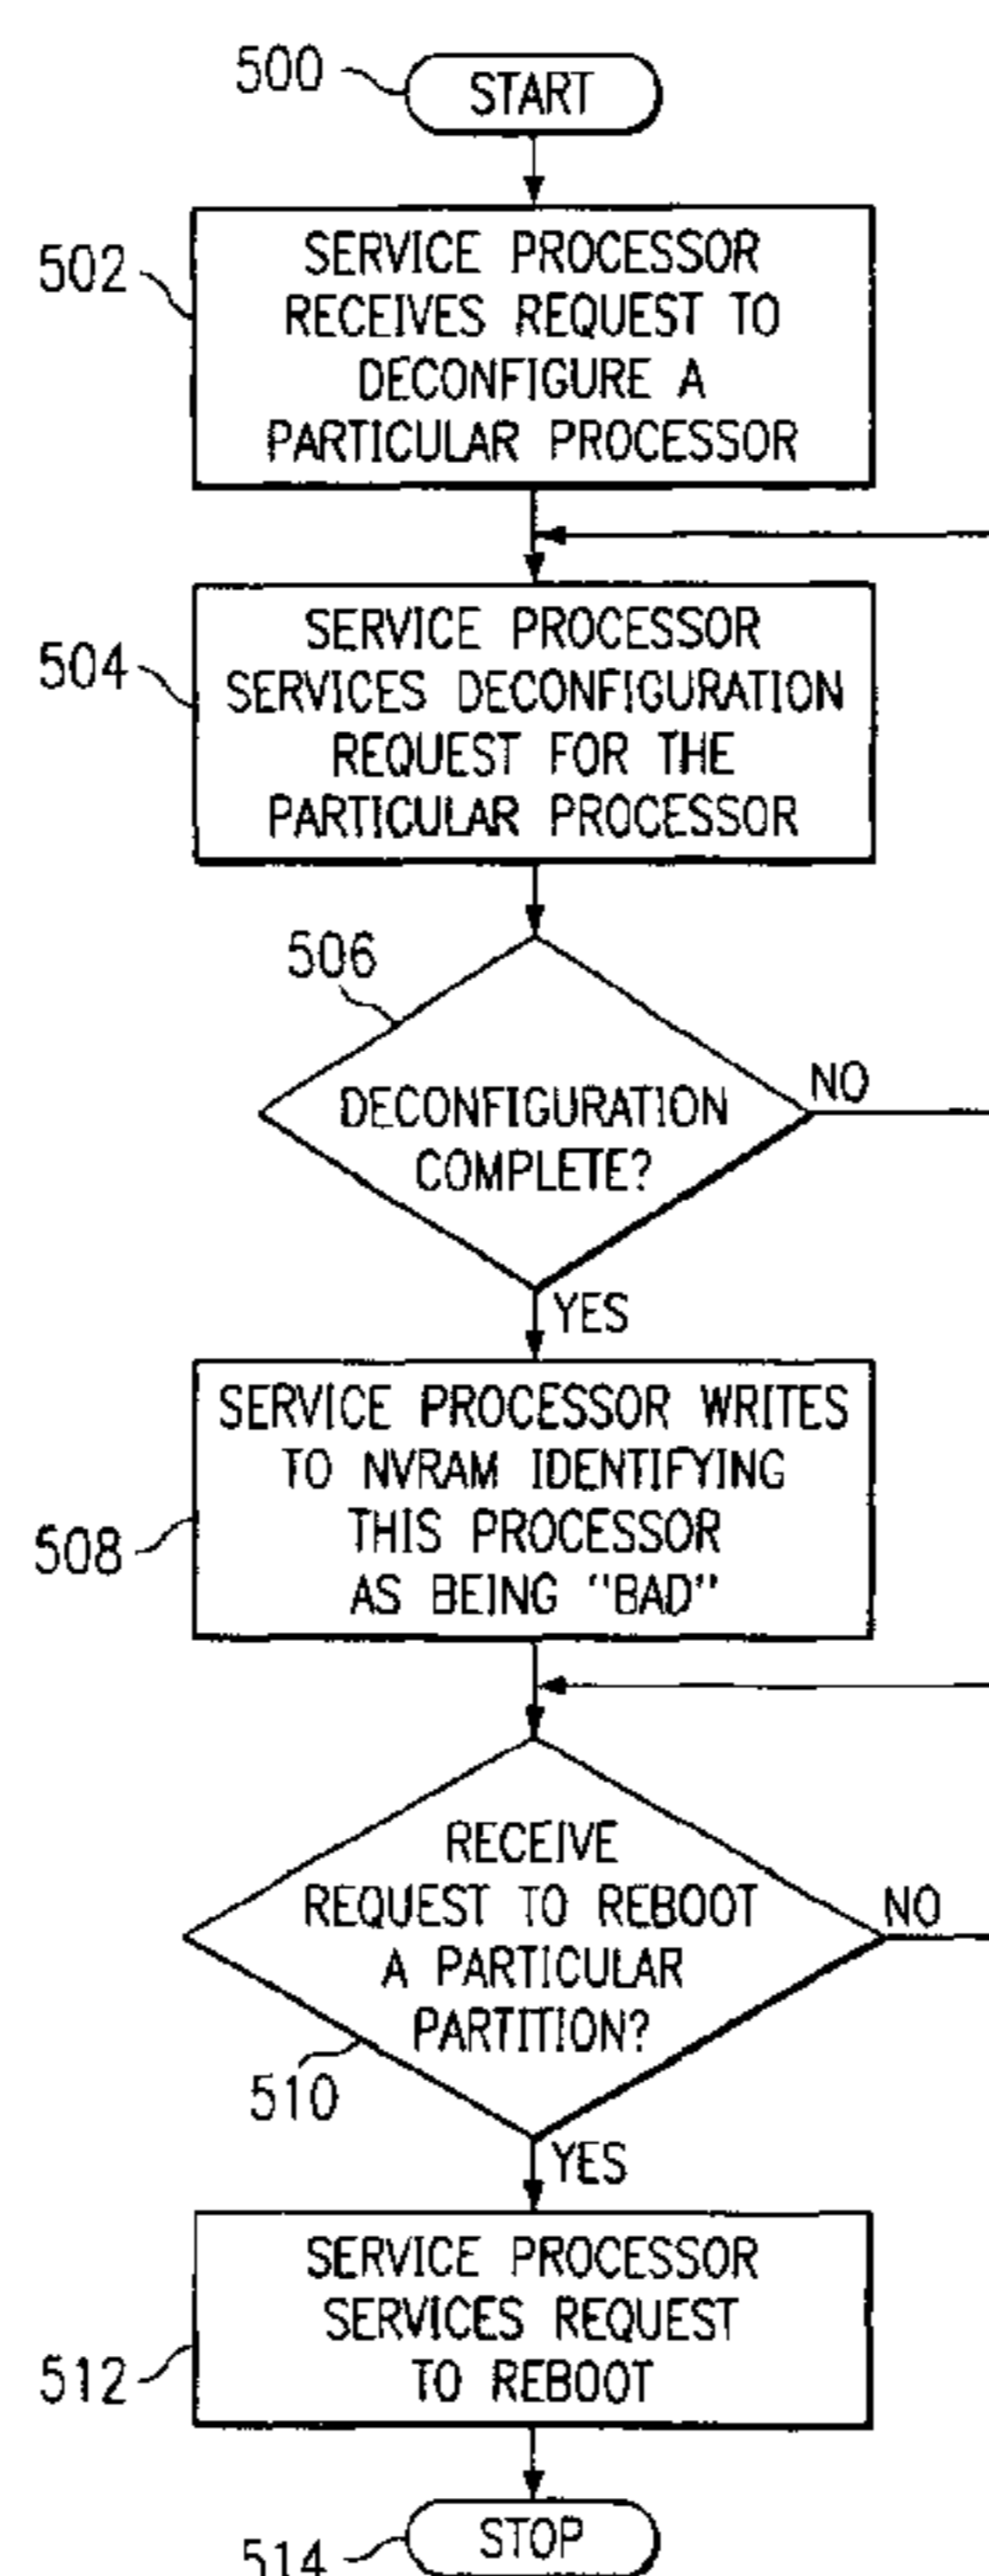 500
START
502
SERVICE PROCESSOR
RECEIVES REQUEST TO
DECONFIGURE A
PARTICULAR PROCESSOR
504
SERVICE PROCESSOR
SERVICES DECONFIGURATION
REQUEST FOR THE
PARTICULAR PROCESSOR
506
DECONFIGURATION
COMPLETE?
NO
YES
508
SERVICE PROCESSOR WRITES
TO NVRAM IDENTIFYING
THIS PROCESSOR
AS BEING "BAD"
RECEIVE
REQUEST TO REBOOT
A PARTICULAR
PARTITION?
NO
510
YES
512
SERVICE PROCESSOR
SERVICES REQUEST
TO REBOOT
STOP
514